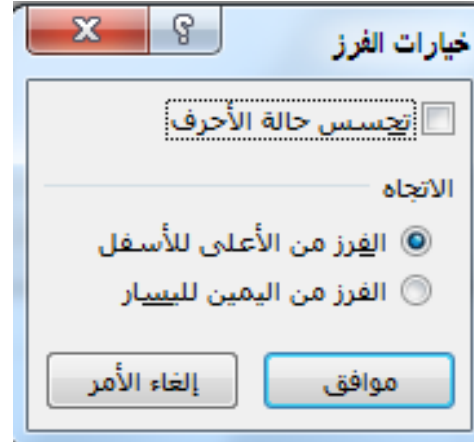 خيارات الفرز
تحسس حالة الأحرف
الاتجاه
الفرز من الأعلى للأسفل
الفرز من اليمين لليسار
موافق
إلغاء الأمر